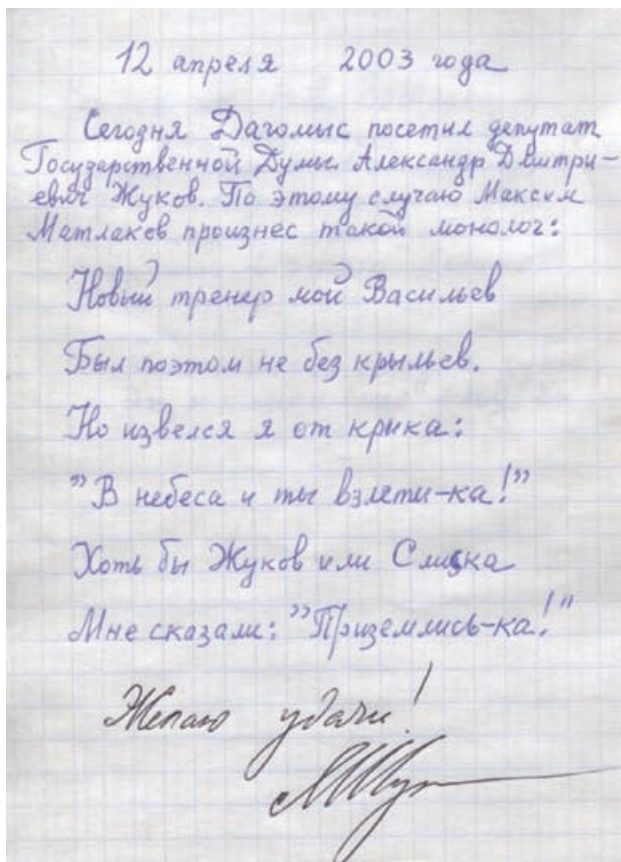 12 апреля 2003 года
Сегодня Дагомыс посетил депутат
Государственной Думы Александр Дмитри-
евич Жуков. По этому случаю Максим
Матлаков произнес такой монолог:
Новый тренер мой Васильев
Был поэтом не без крыльев.
Но извелся я от крика:
"В небеса и ты взлети-ка!"
Хоть бы Жуков или Слиска
Мне сказали: "Приземлись-ка!"
Желаю удачи!